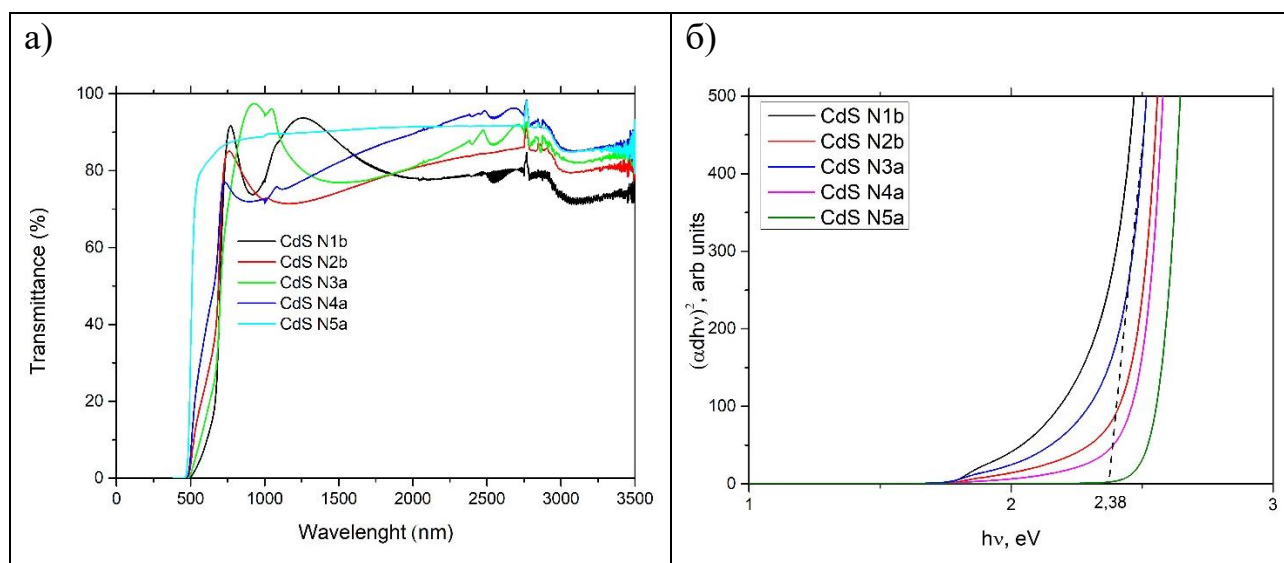 а)
100
80
60
40
20
0
Transmittance (%)
CdS N1b
CdS N2b
CdS N3a
CdS N4a
CdS N5a
0 500 750 1000 1250 1500 2000 2500 3000 3500
Wavelenght (nm)
б)
500
400
300
200
100
0
(αdhν)², arb units
CdS N1b
CdS N2b
CdS N3a
CdS N4a
CdS N5a
1 2 2,38 3
hν, eV